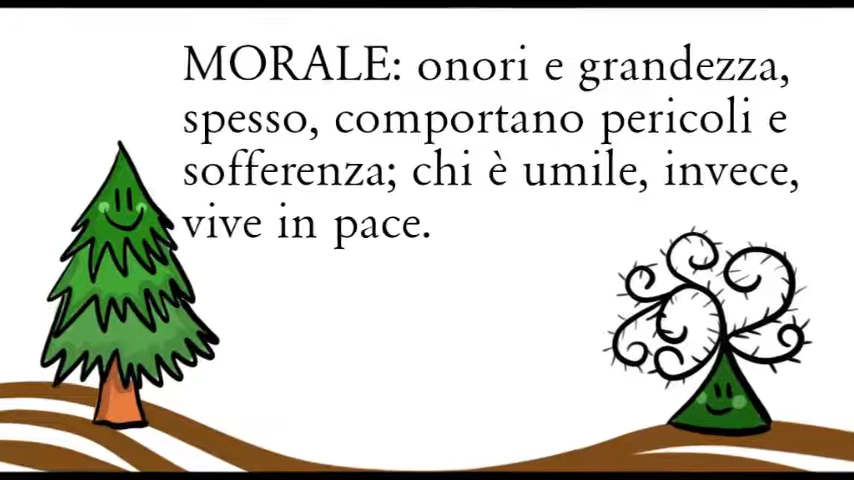 MORALE: onori e grandezza,
spesso, comportano pericoli e
sofferenza; chi è umile, invece,
vive in pace.